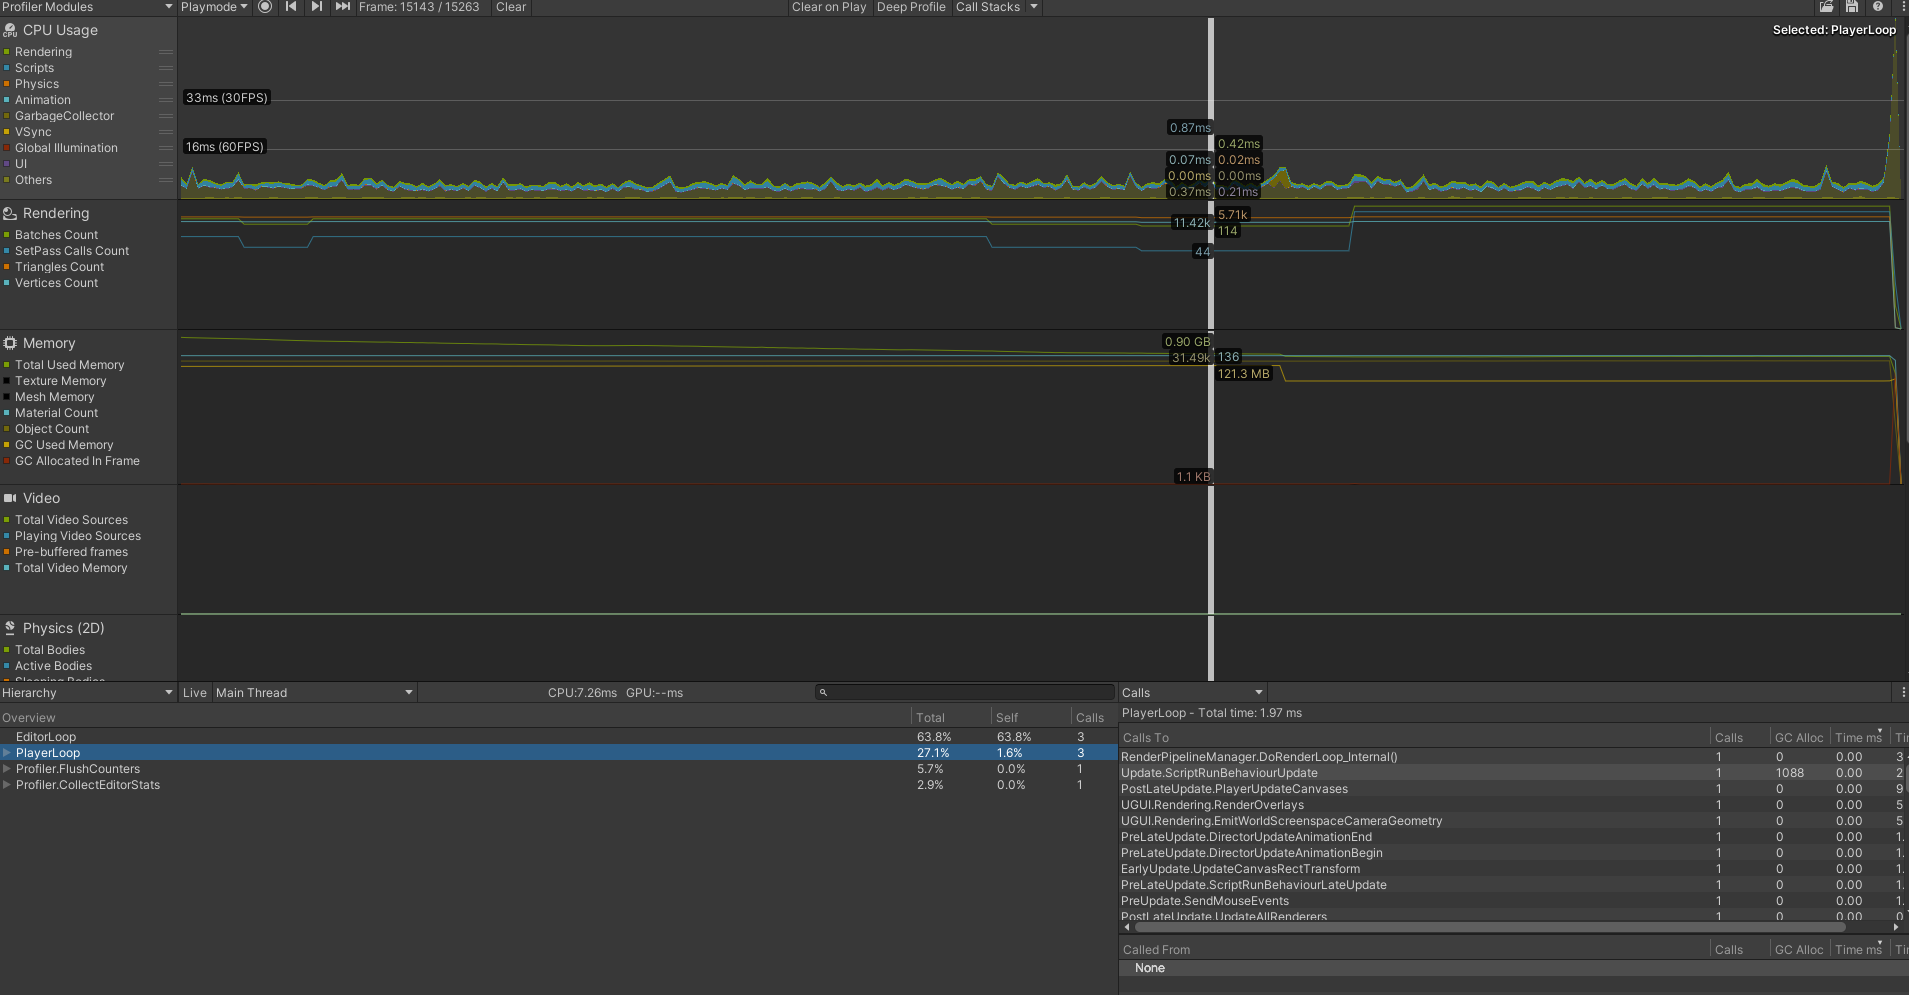 Profiler Modules Playmode Frame: 15143 / 15263 Clear Clear on Play Deep Profile Call Stacks
CPU Usage
Rendering
Scripts
Physics
Animation
GarbageCollector
VSync
Global Illumination
UI
Others
Selected: PlayerLoop
33ms (30FPS)
16ms (60FPS)
0.87ms
0.42ms
0.07ms 0.02ms
0.00ms 0.00ms
0.37ms 0.21ms
Rendering
Batches Count
SetPass Calls Count
Triangles Count
Vertices Count
5.71k
11.42k
114
44
Memory
Total Used Memory
Texture Memory
Mesh Memory
Material Count
Object Count
GC Used Memory
GC Allocated In Frame
0.90 GB
31.49k 136
121.3 MB
1.1 KB
Video
Total Video Sources
Playing Video Sources
Pre-buffered frames
Total Video Memory
Physics (2D)
Total Bodies
Active Bodies
Sleeping Bodies
Hierarchy Live Main Thread CPU:7.26ms GPU:--ms
Overview Total Self Calls
EditorLoop 63.8% 63.8% 3
PlayerLoop 27.1% 1.6% 3
Profiler.FlushCounters 5.7% 0.0% 1
Profiler.CollectEditorStats 2.9% 0.0% 1
Calls
PlayerLoop - Total time: 1.97 ms
Calls To Calls GC Alloc Time ms
RenderPipelineManager.DoRenderLoop_Internal() 1 0 0.00 3
Update.ScriptRunBehaviourUpdate 1 1088 0.00 2
PostLateUpdate.PlayerUpdateCanvases 1 0 0.00 9
UGUI.Rendering.RenderOverlays 1 0 0.00 5
UGUI.Rendering.EmitWorldScreenspaceCameraGeometry 1 0 0.00 5
PreLateUpdate.DirectorUpdateAnimationEnd 1 0 0.00 1.
PreLateUpdate.DirectorUpdateAnimationBegin 1 0 0.00 1.
EarlyUpdate.UpdateCanvasRectTransform 1 0 0.00 1.
PreLateUpdate.ScriptRunBehaviourLateUpdate 1 0 0.00 1.
PreUpdate.SendMouseEvents 1 0 0.00 1.
PostLateUpdate.UpdateAllRenderers 1 0 0.00 0
Called From Calls GC Alloc Time ms
None